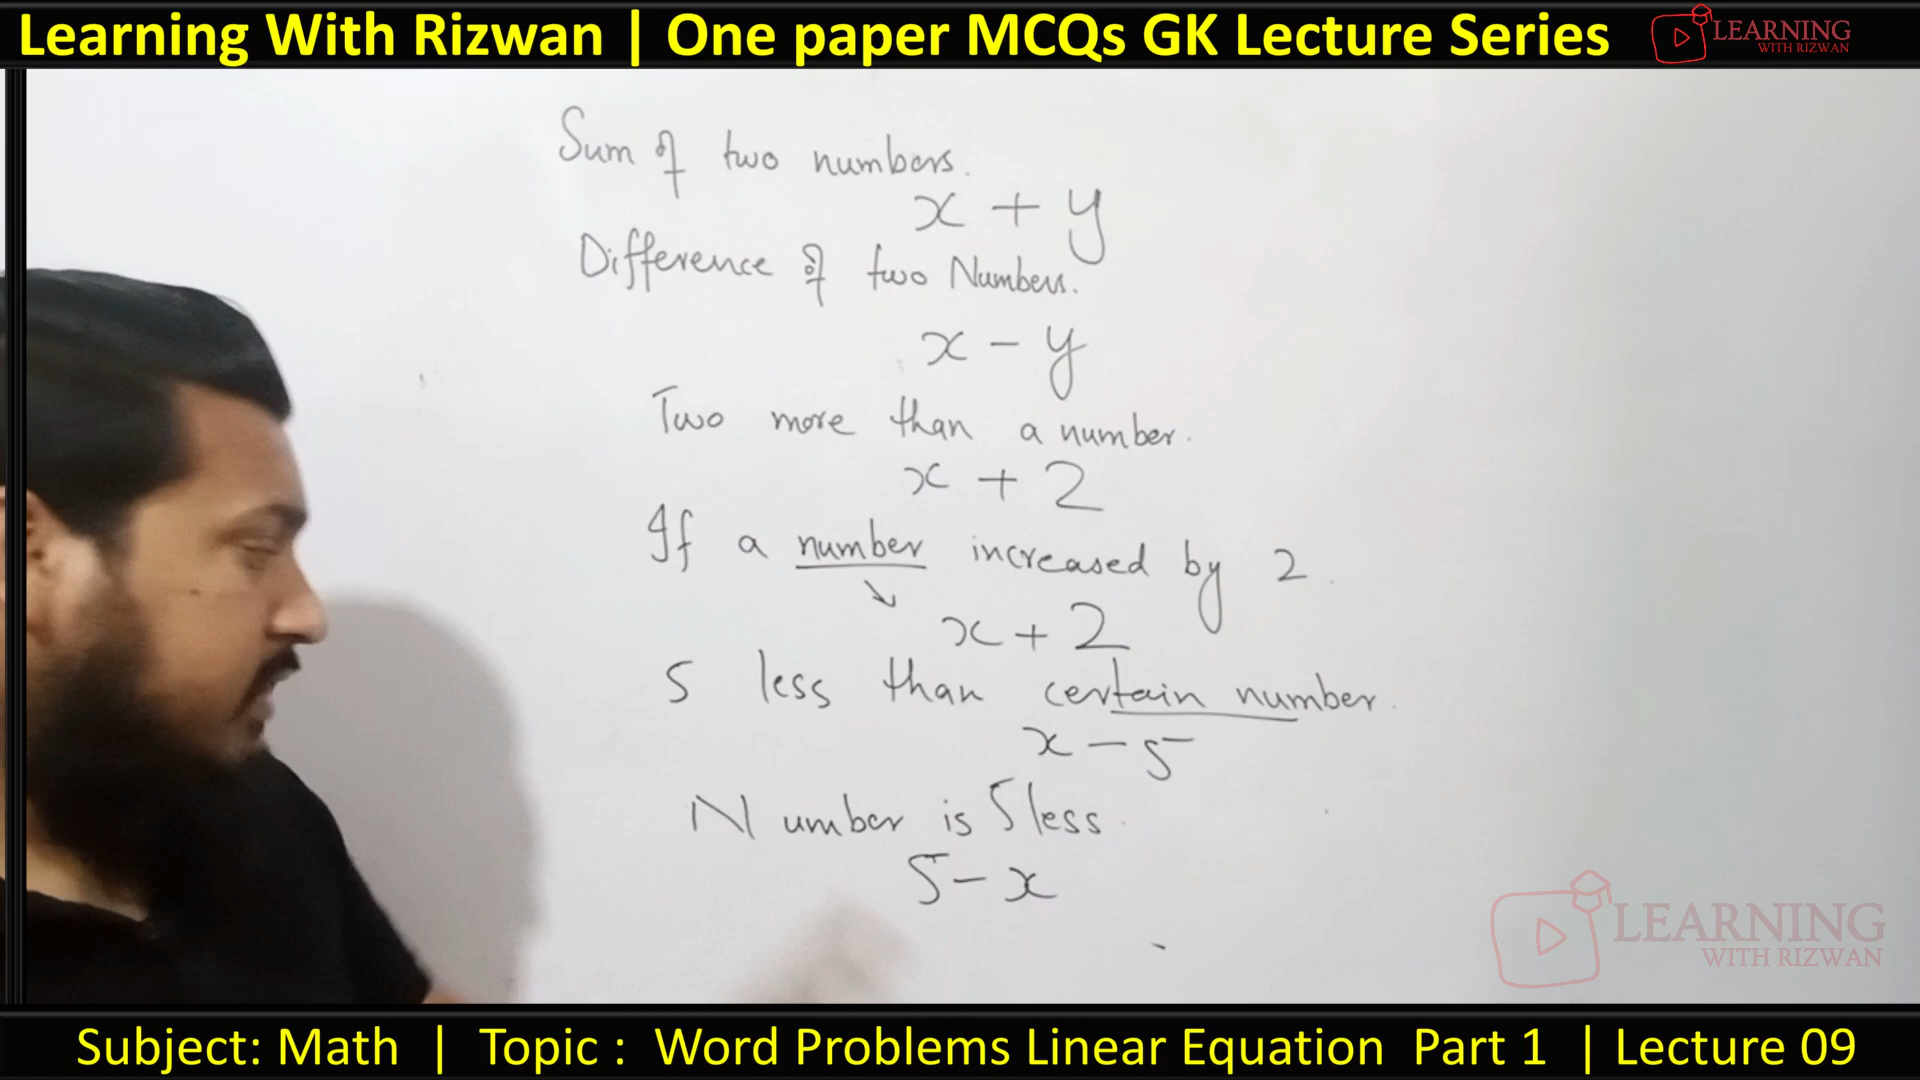 Learning With Rizwan | One paper MCQs GK Lecture Series
LEARNING
WITH RIZWAN
Sum of two numbers.
x + y
Difference of two Numbers.
x - y
Two more than a number.
x + 2
If a number increased by 2
x + 2
5 less than certain number.
x - 5
Number is 5 less
5 - x
LEARNING
WITH RIZWAN
Subject: Math | Topic : Word Problems Linear Equation Part 1 | Lecture 09